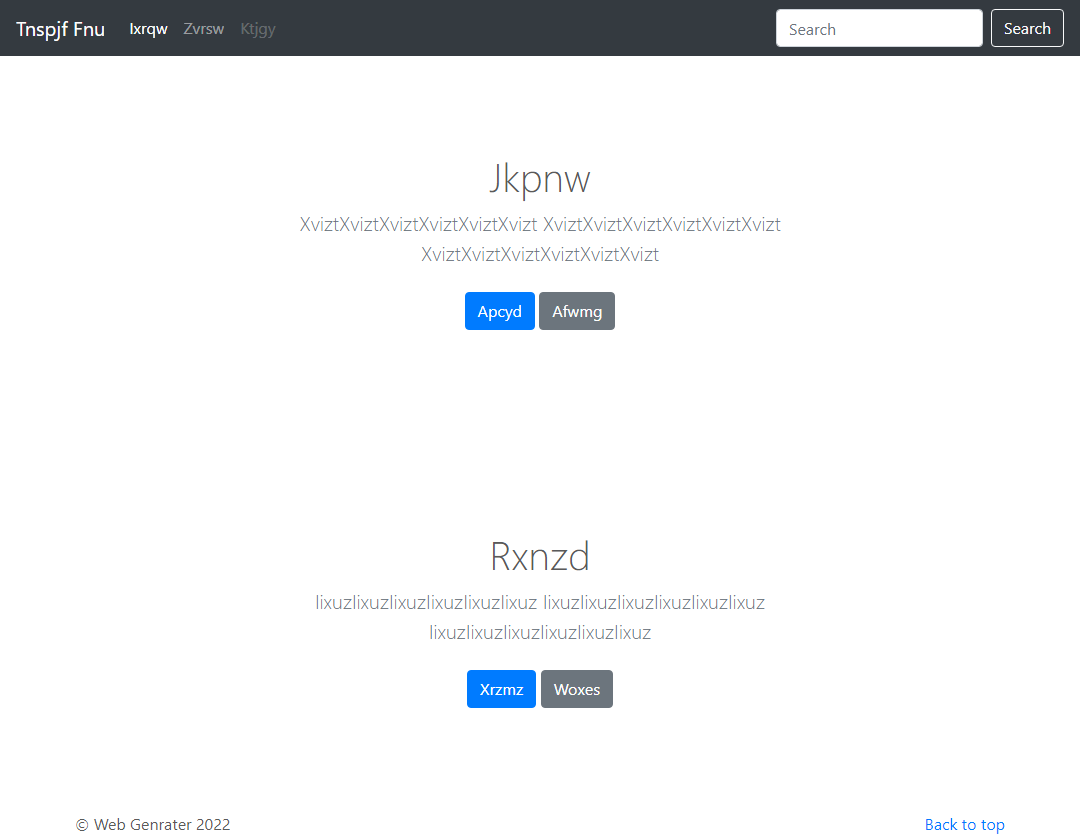 Tnspjf Fnu Ixrqw Zvrsw Ktjgy Search Search
Jkpnw
XviztXviztXviztXviztXviztXvizt XviztXviztXviztXviztXviztXvizt
XviztXviztXviztXviztXviztXvizt
Apcyd Afwmg
Rxnzd
lixuzlixuzlixuzlixuzlixuzlixuz lixuzlixuzlixuzlixuzlixuzlixuz
lixuzlixuzlixuzlixuzlixuzlixuz
Xrzmz Woxes
© Web Genrater 2022 Back to top